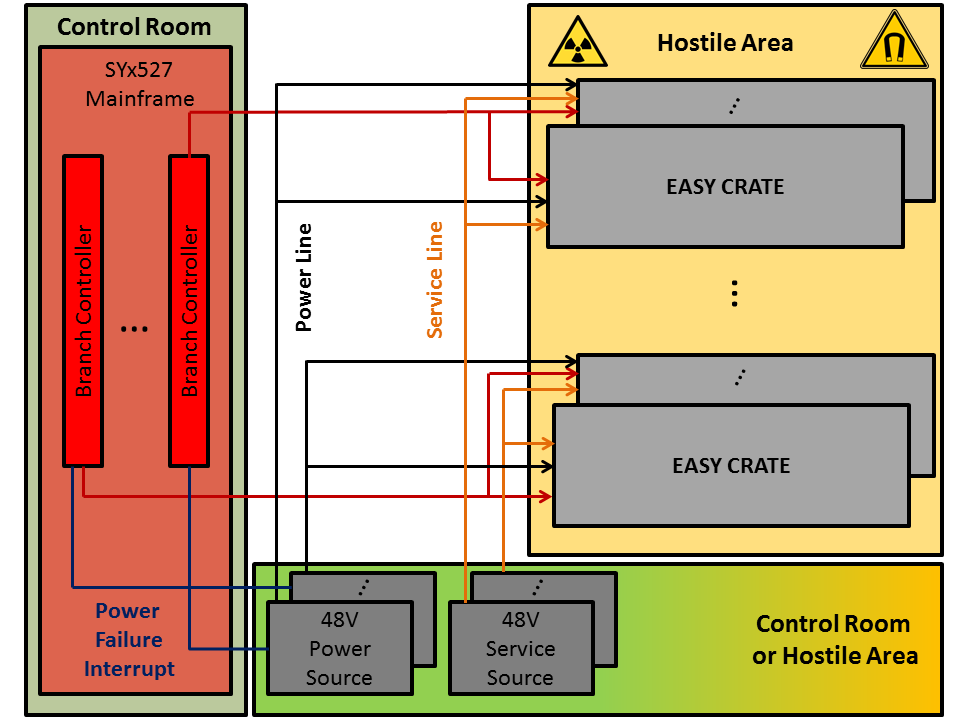 Control Room
SYx527
Mainframe
Branch Controller
...
Branch Controller
Power
Failure
Interrupt
Power Line
Service Line
Hostile Area
...
EASY CRATE
...
...
EASY CRATE
...
48V
Power
Source
...
48V
Service
Source
Control Room
or Hostile Area